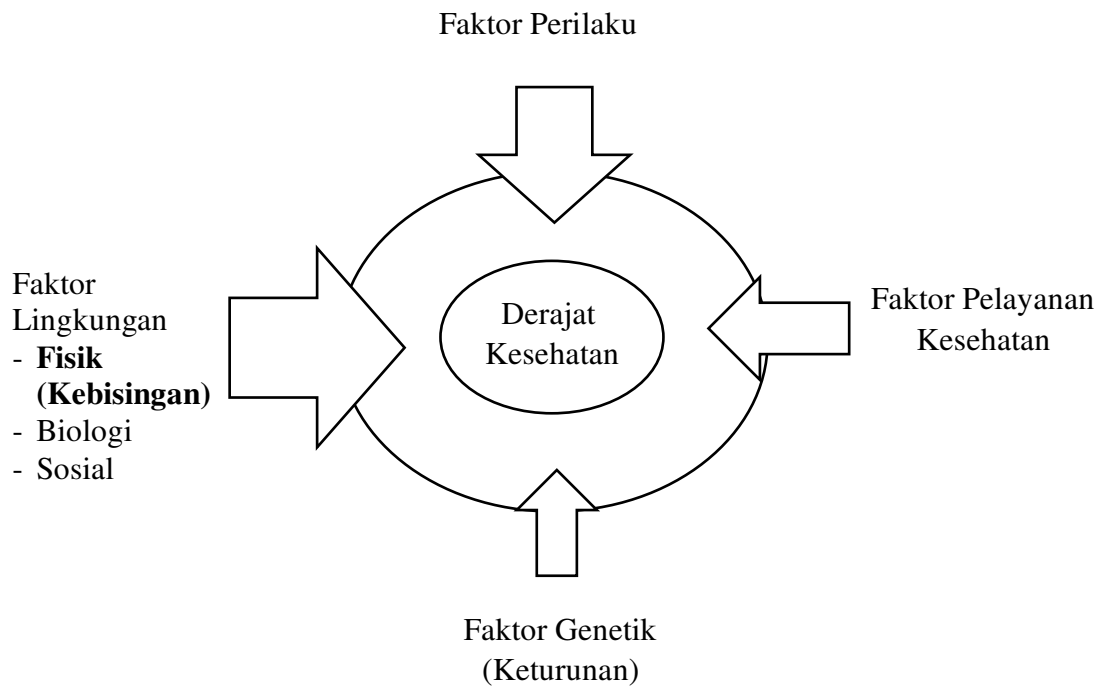 Faktor Perilaku
Faktor
Lingkungan
- Fisik
(Kebisingan)
- Biologi
- Sosial
Derajat
Kesehatan
Faktor Pelayanan
Kesehatan
Faktor Genetik
(Keturunan)